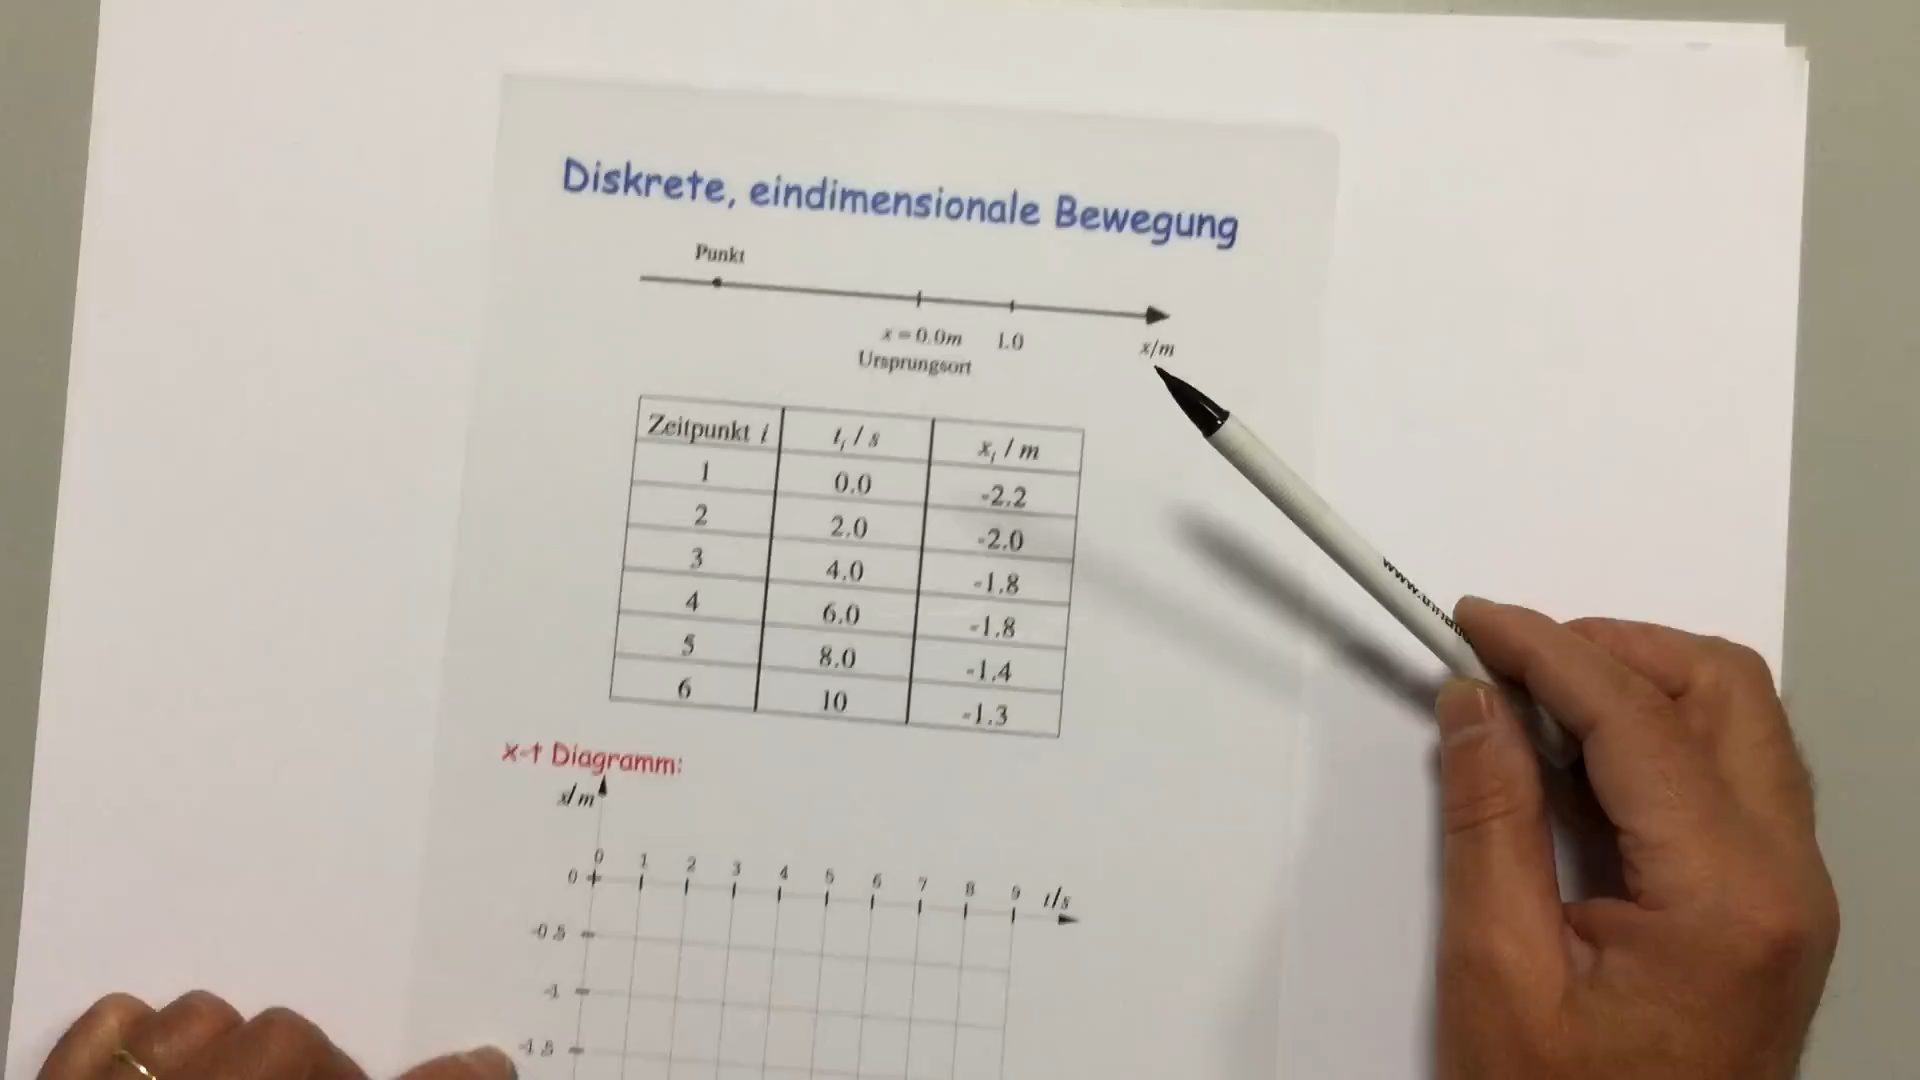 Diskrete, eindimensionale Bewegung
Punkt
x = 0.0m 1.0
Ursprungsort
x/m
Zeitpunkt i tᵢ / s xᵢ / m
1 0.0 -2.2
2 2.0 -2.0
3 4.0 -1.8
4 6.0 -1.8
5 8.0 -1.4
6 10 -1.3
x-t Diagramm:
x/m
0 1 2 3 4 5 6 7 8 9 t/s
0
-0.5
-1
-1.5